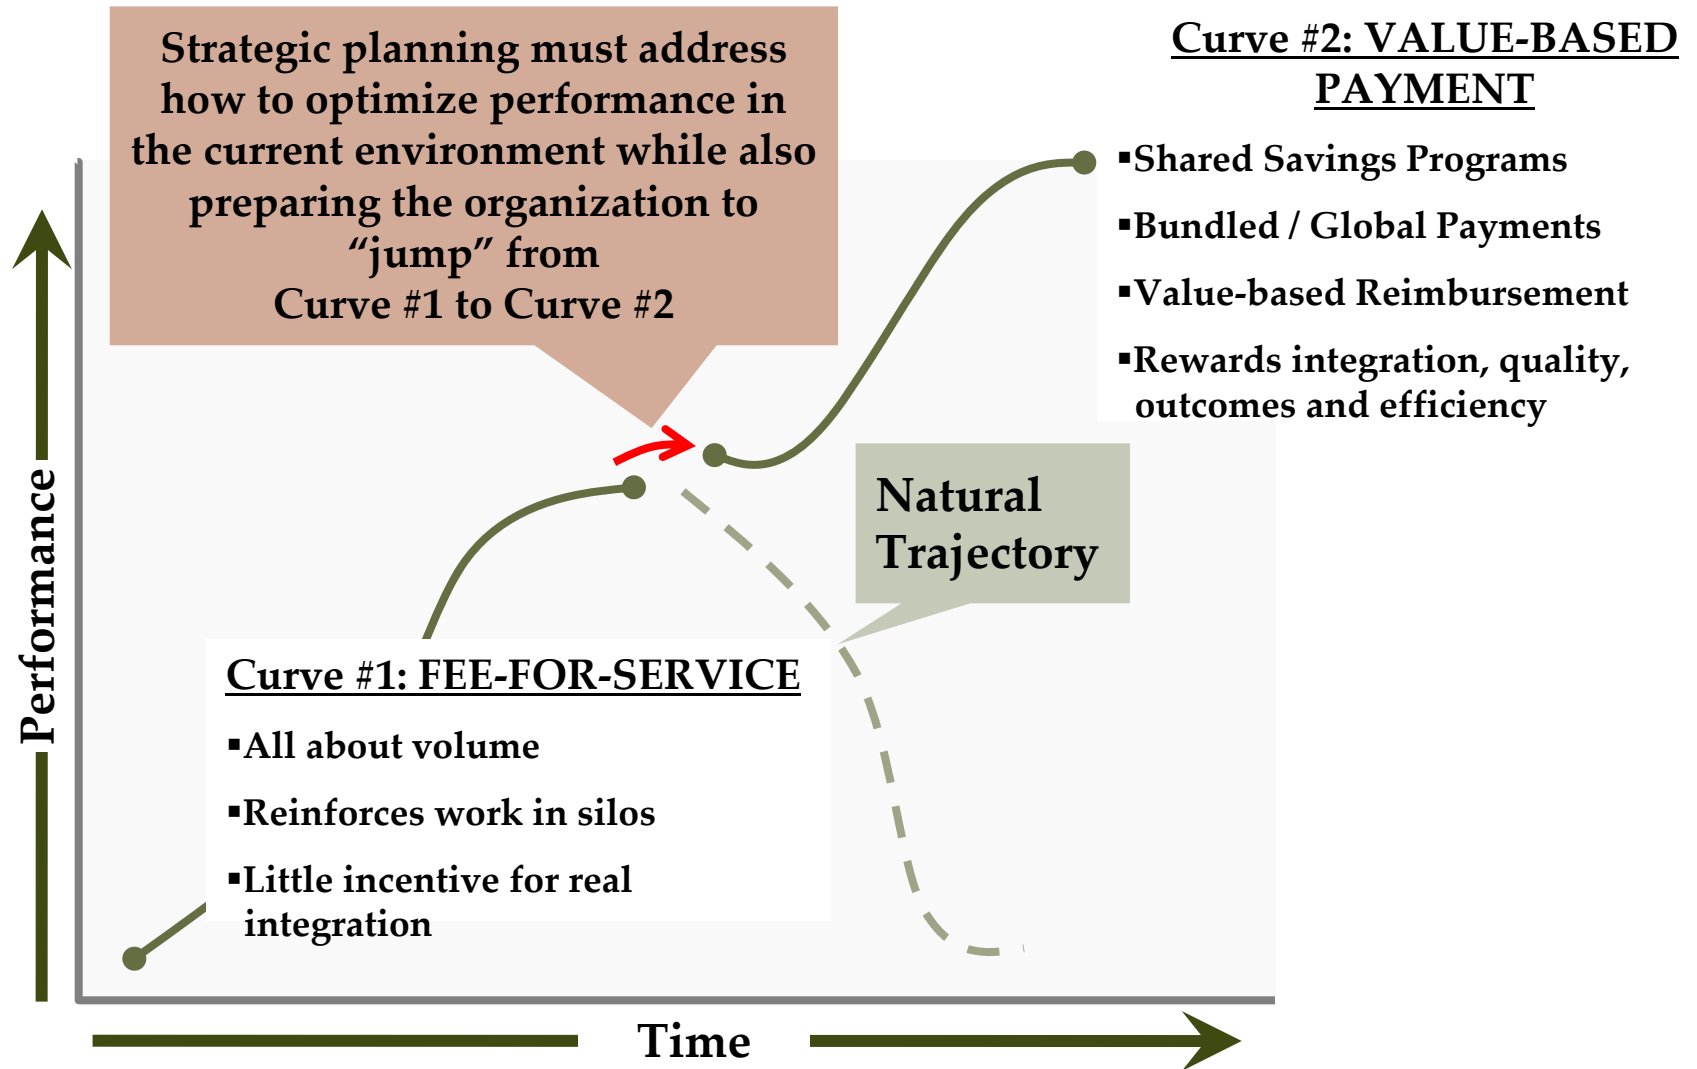 Strategic planning must address
how to optimize performance in
the current environment while also
preparing the organization to
“jump” from
Curve #1 to Curve #2
Curve #2: VALUE-BASED
PAYMENT
▪Shared Savings Programs
▪Bundled / Global Payments
▪Value-based Reimbursement
▪Rewards integration, quality,
outcomes and efficiency
Natural
Trajectory
Performance
Curve #1: FEE-FOR-SERVICE
▪All about volume
▪Reinforces work in silos
▪Little incentive for real
integration
Time